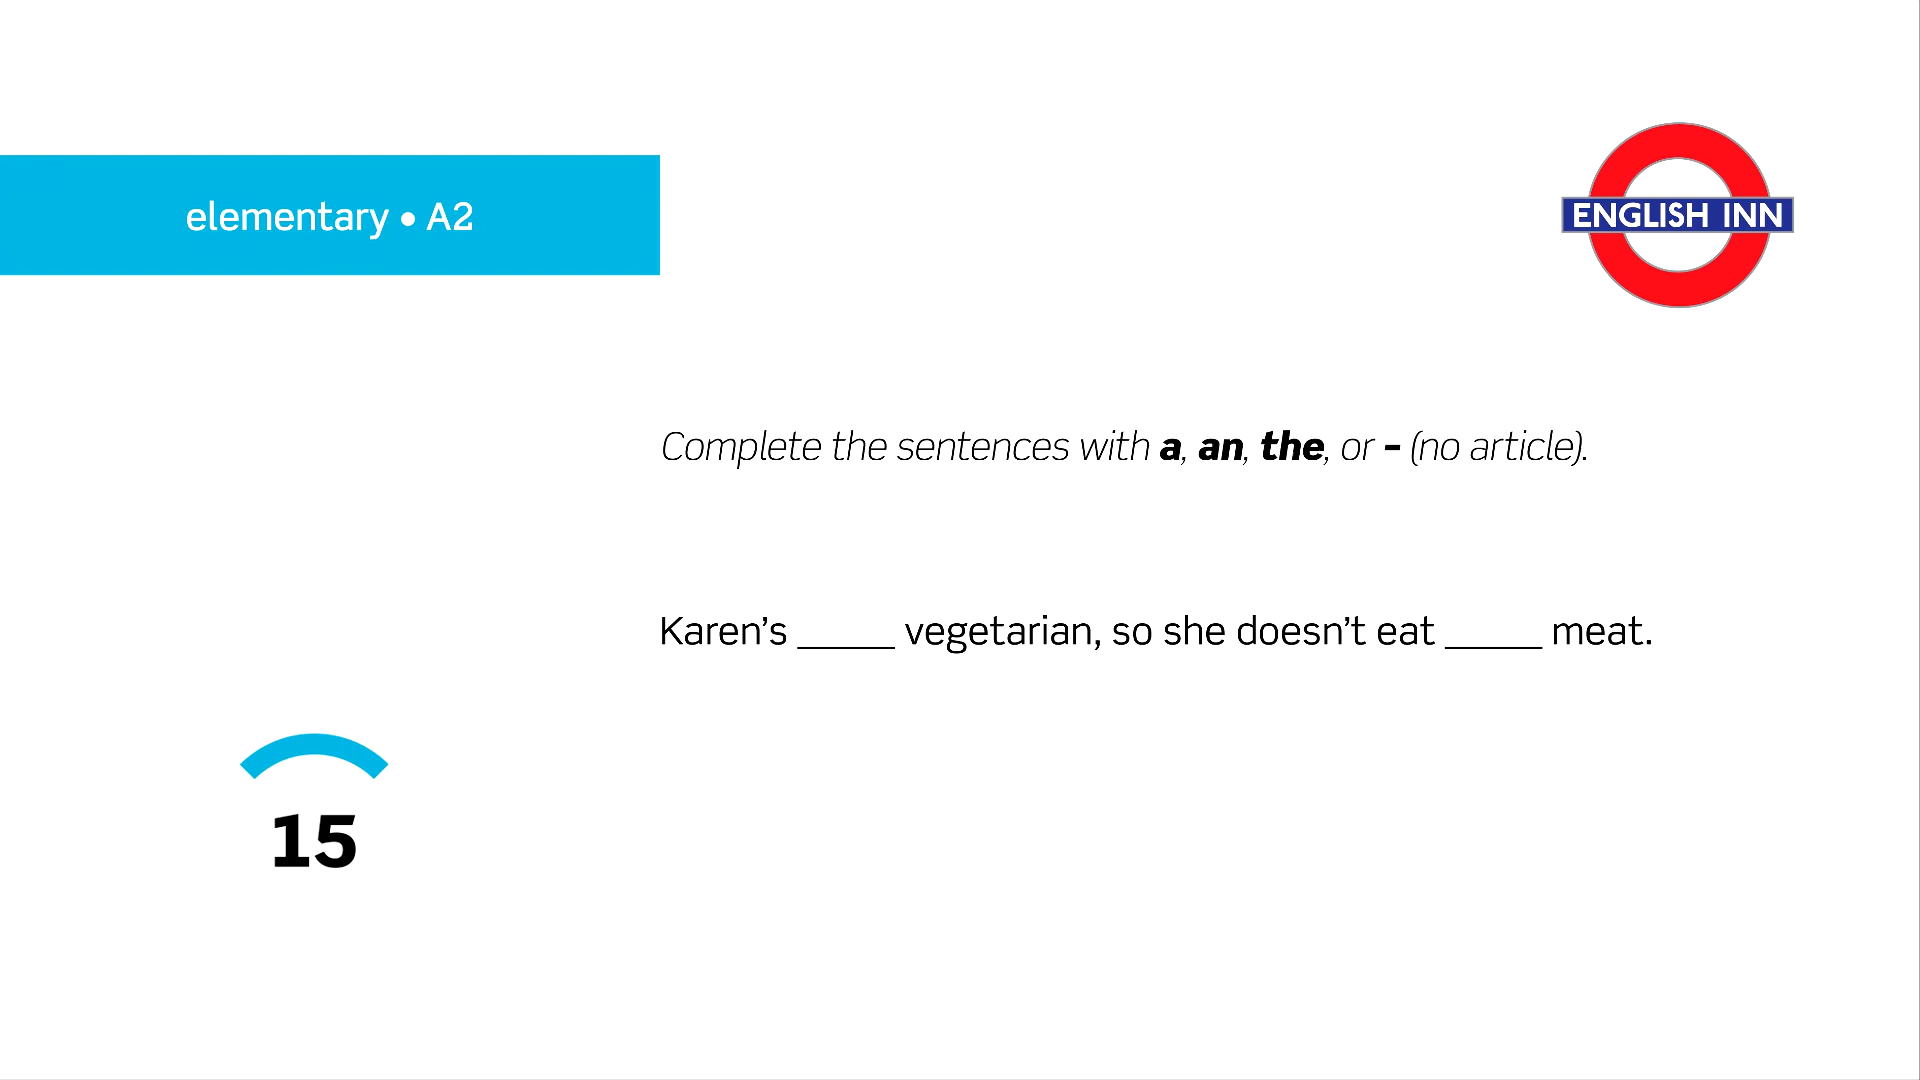 elementary • A2
ENGLISH INN
Complete the sentences with a, an, the, or – (no article).
Karen’s _____ vegetarian, so she doesn’t eat _____ meat.
15